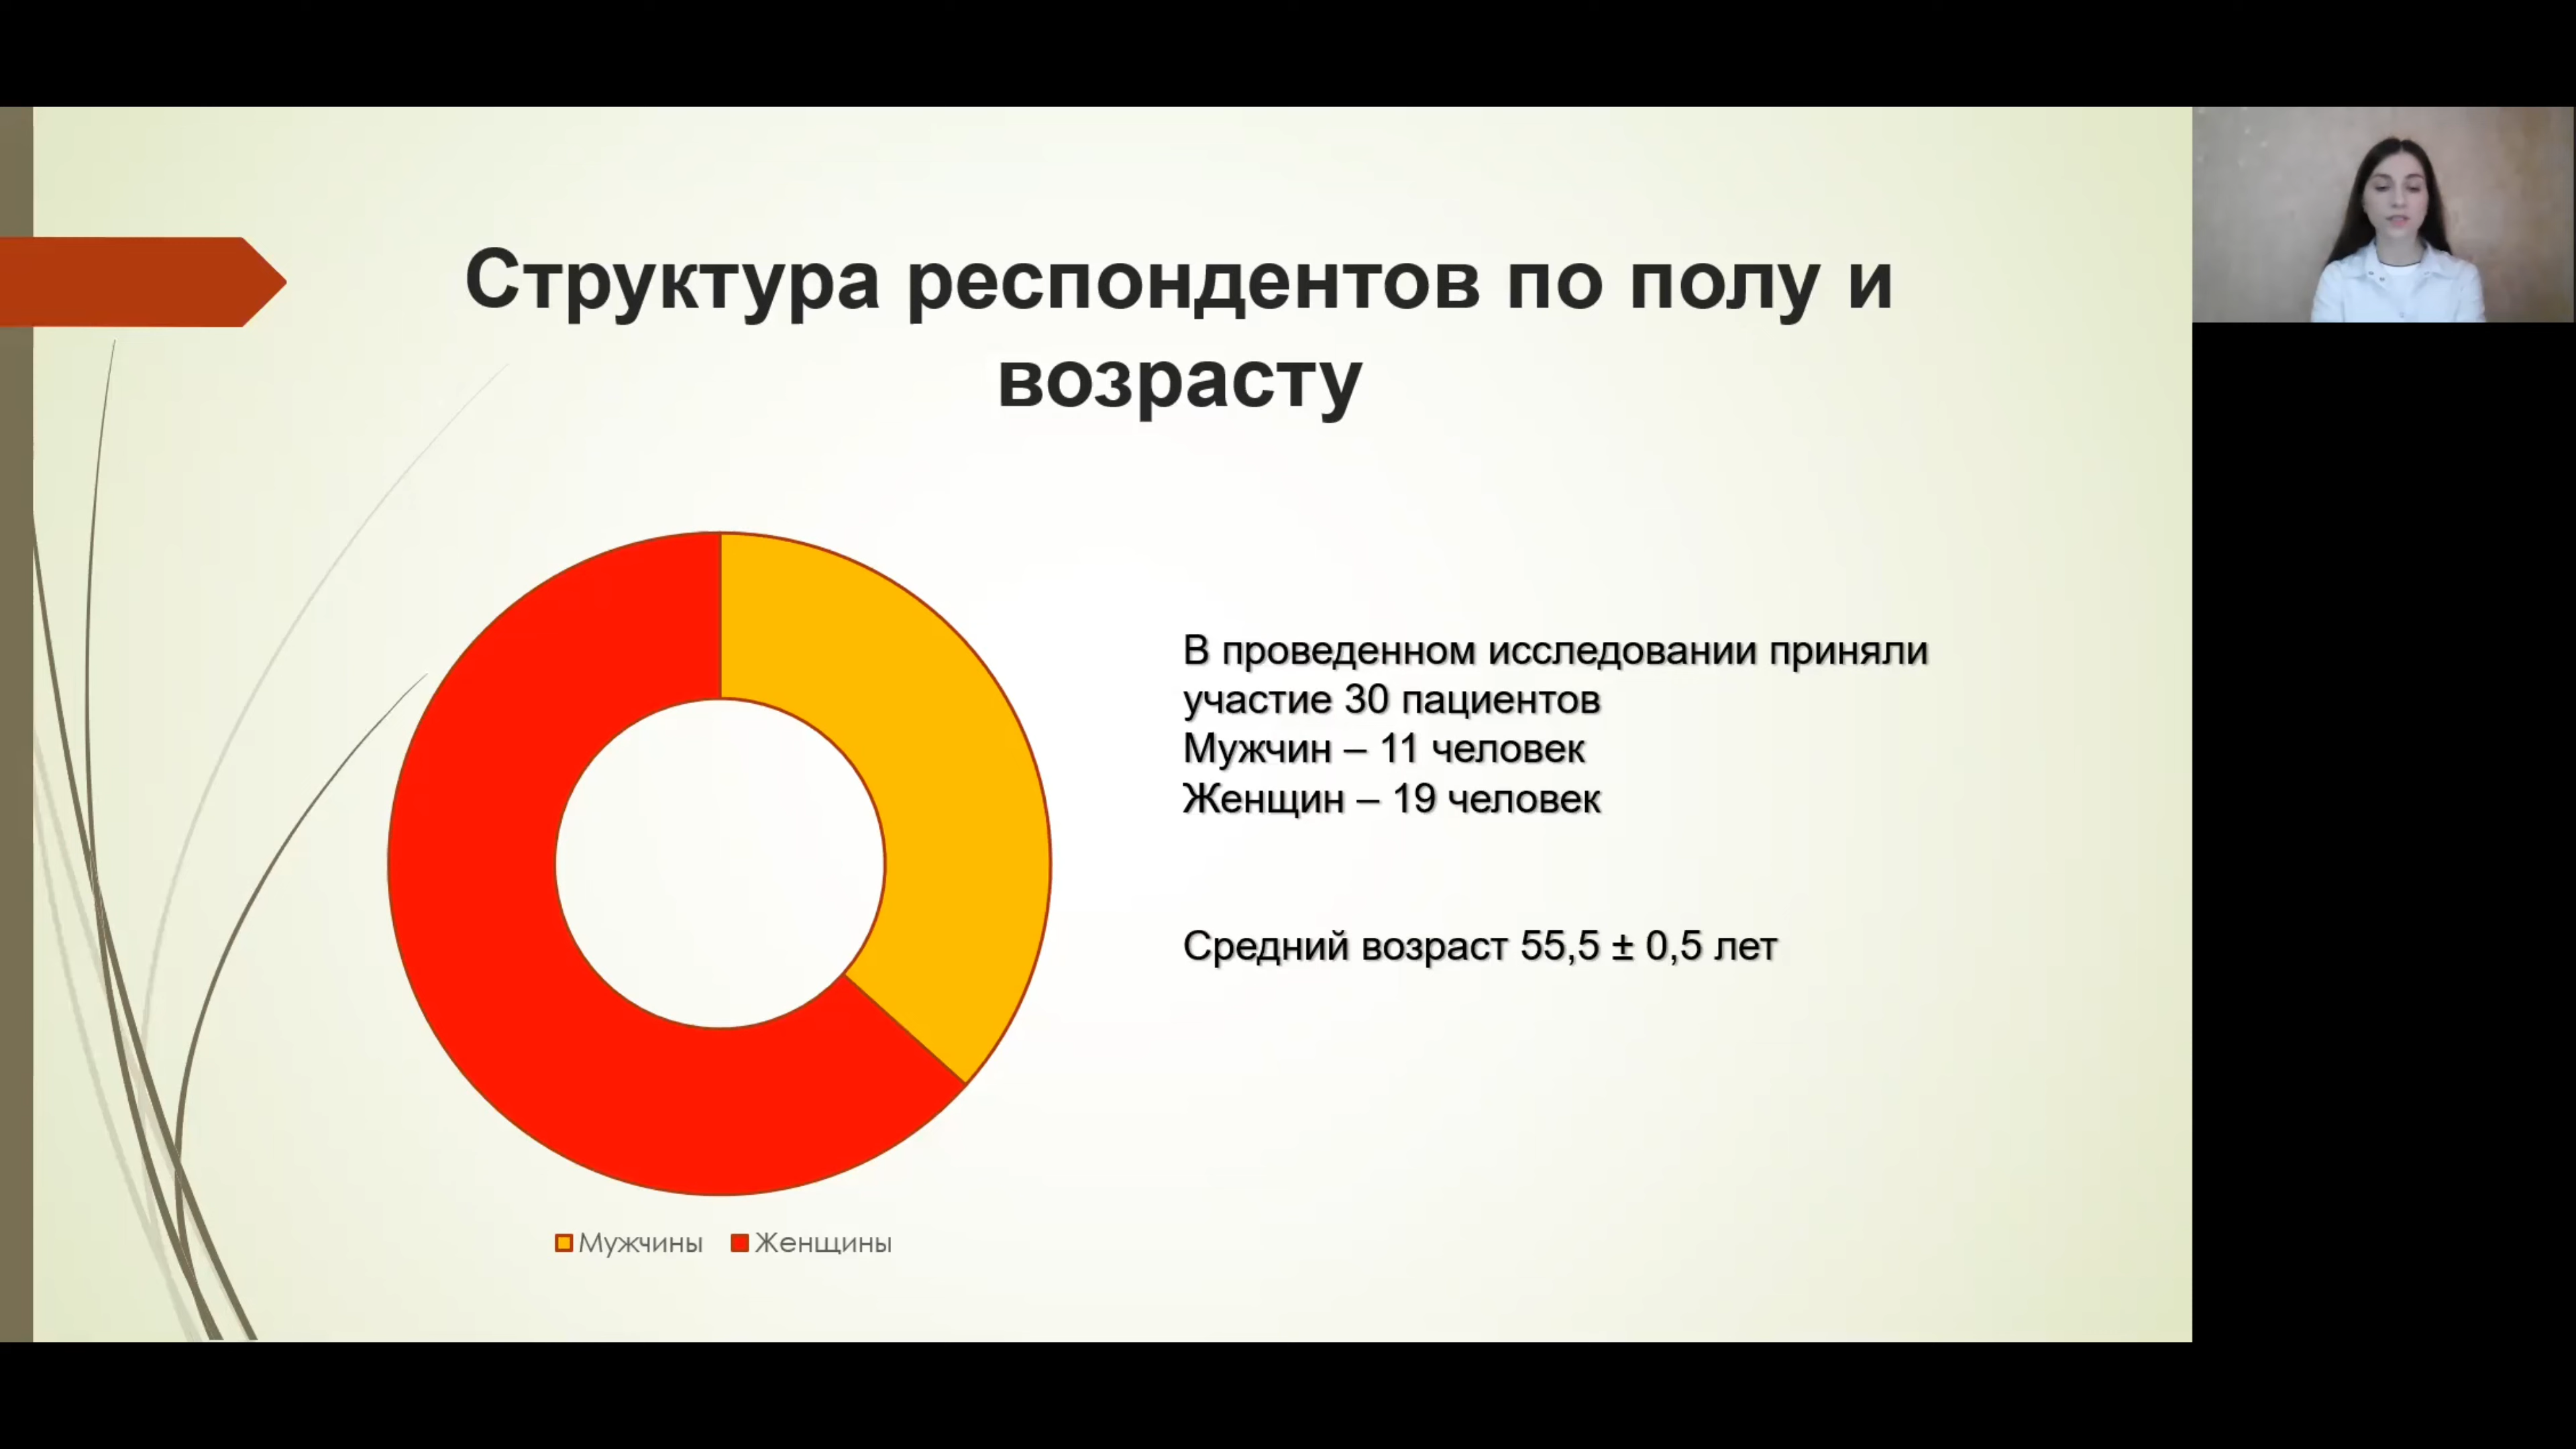 Структура респондентов по полу и
возрасту
В проведенном исследовании приняли
участие 30 пациентов
Мужчин – 11 человек
Женщин – 19 человек
Средний возраст 55,5 ± 0,5 лет
Мужчины Женщины